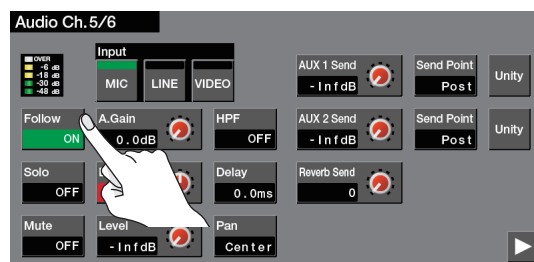 Audio Ch.5/6
OVER
-6 dB
-18 dB
-30 dB
-48 dB
Input
MIC LINE VIDEO
AUX 1 Send
-InfdB
Send Point
Post
Unity
Follow
ON
A.Gain
0.0dB
HPF
OFF
AUX 2 Send
-InfdB
Send Point
Post
Unity
Solo
OFF
Delay
0.0ms
Reverb Send
0
Mute
OFF
Level
-InfdB
Pan
Center